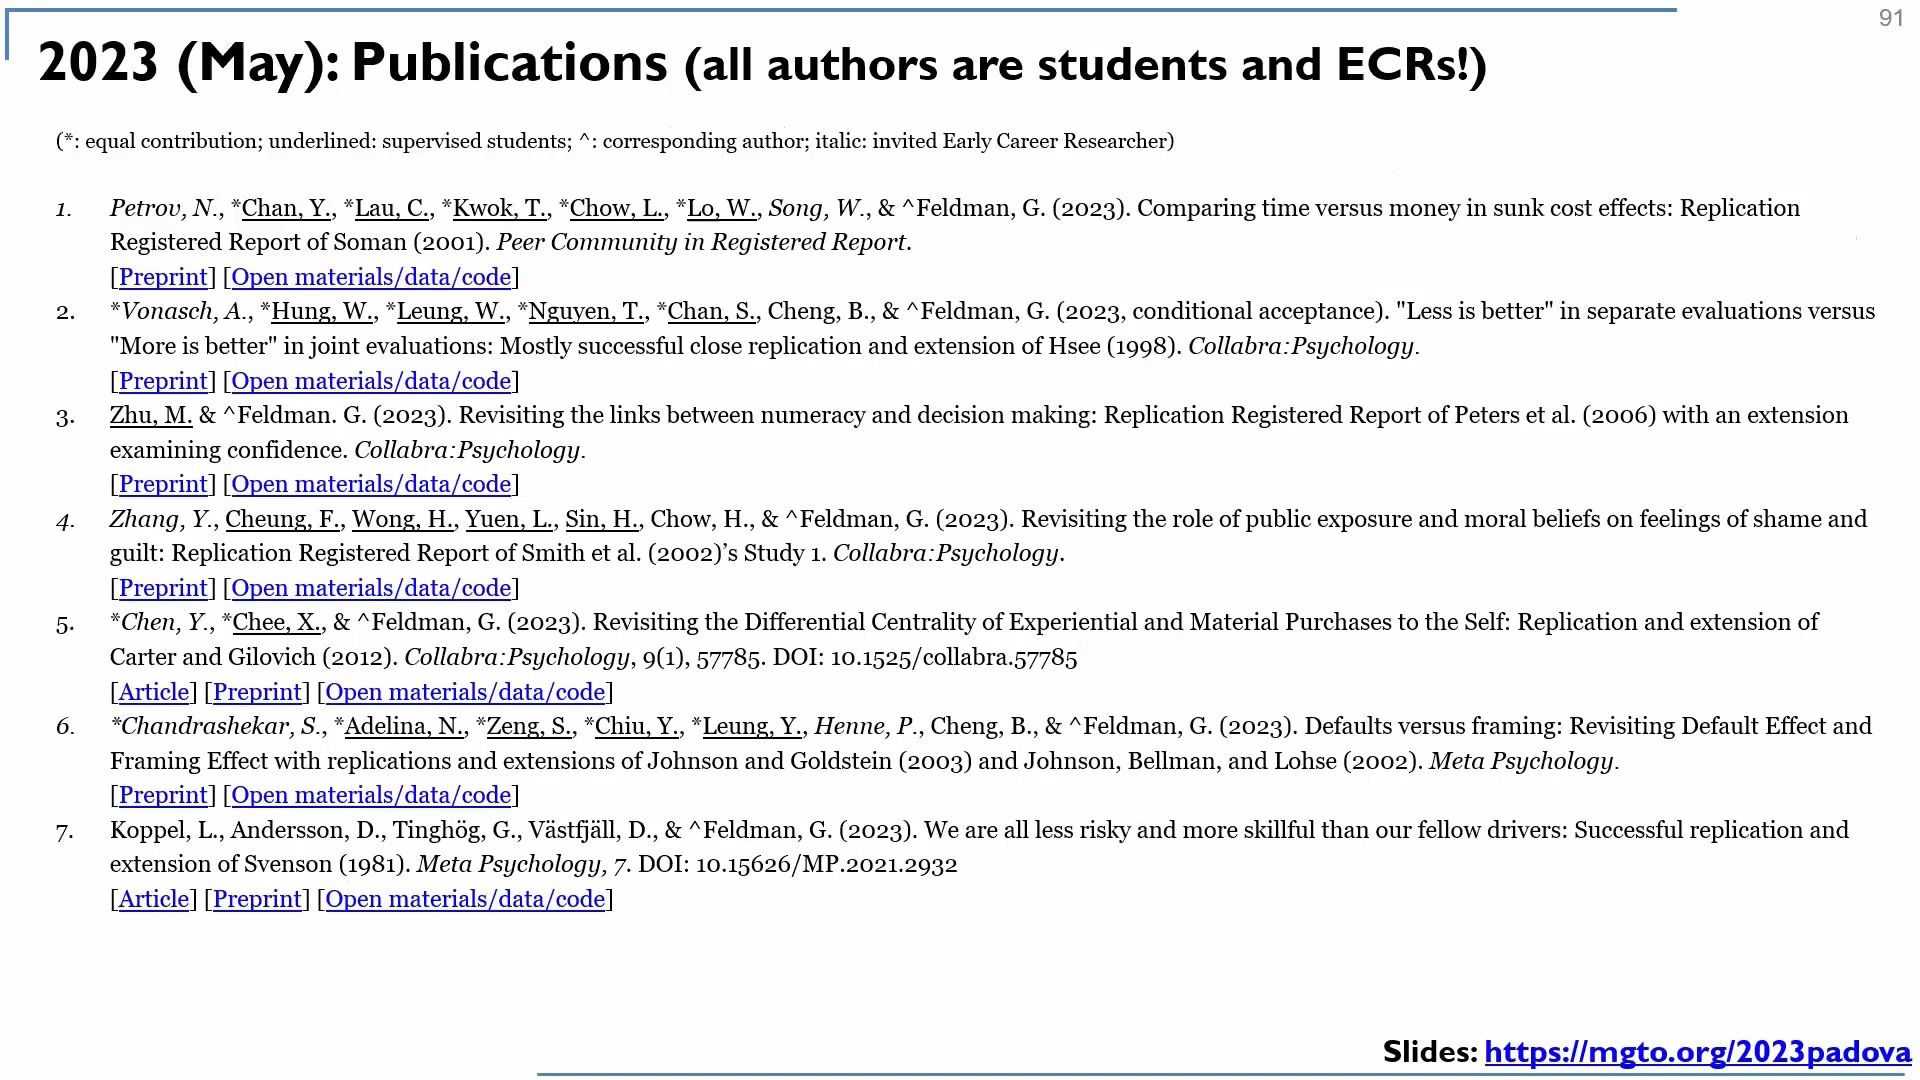 91
2023 (May): Publications (all authors are students and ECRs!)
(*: equal contribution; underlined: supervised students; ^: corresponding author; italic: invited Early Career Researcher)
1. Petrov, N., *Chan, Y., *Lau, C., *Kwok, T., *Chow, L., *Lo, W., Song, W., & ^Feldman, G. (2023). Comparing time versus money in sunk cost effects: Replication
Registered Report of Soman (2001). Peer Community in Registered Report.
[Preprint] [Open materials/data/code]
2. *Vonasch, A., *Hung, W., *Leung, W., *Nguyen, T., *Chan, S., Cheng, B., & ^Feldman, G. (2023, conditional acceptance). "Less is better" in separate evaluations versus
"More is better" in joint evaluations: Mostly successful close replication and extension of Hsee (1998). Collabra:Psychology.
[Preprint] [Open materials/data/code]
3. Zhu, M. & ^Feldman. G. (2023). Revisiting the links between numeracy and decision making: Replication Registered Report of Peters et al. (2006) with an extension
examining confidence. Collabra:Psychology.
[Preprint] [Open materials/data/code]
4. Zhang, Y., Cheung, F., Wong, H., Yuen, L., Sin, H., Chow, H., & ^Feldman, G. (2023). Revisiting the role of public exposure and moral beliefs on feelings of shame and
guilt: Replication Registered Report of Smith et al. (2002)’s Study 1. Collabra:Psychology.
[Preprint] [Open materials/data/code]
5. *Chen, Y., *Chee, X., & ^Feldman, G. (2023). Revisiting the Differential Centrality of Experiential and Material Purchases to the Self: Replication and extension of
Carter and Gilovich (2012). Collabra:Psychology, 9(1), 57785. DOI: 10.1525/collabra.57785
[Article] [Preprint] [Open materials/data/code]
6. *Chandrashekar, S., *Adelina, N., *Zeng, S., *Chiu, Y., *Leung, Y., Henne, P., Cheng, B., & ^Feldman, G. (2023). Defaults versus framing: Revisiting Default Effect and
Framing Effect with replications and extensions of Johnson and Goldstein (2003) and Johnson, Bellman, and Lohse (2002). Meta Psychology.
[Preprint] [Open materials/data/code]
7. Koppel, L., Andersson, D., Tinghög, G., Västfjäll, D., & ^Feldman, G. (2023). We are all less risky and more skillful than our fellow drivers: Successful replication and
extension of Svenson (1981). Meta Psychology, 7. DOI: 10.15626/MP.2021.2932
[Article] [Preprint] [Open materials/data/code]
Slides: https://mgto.org/2023padova